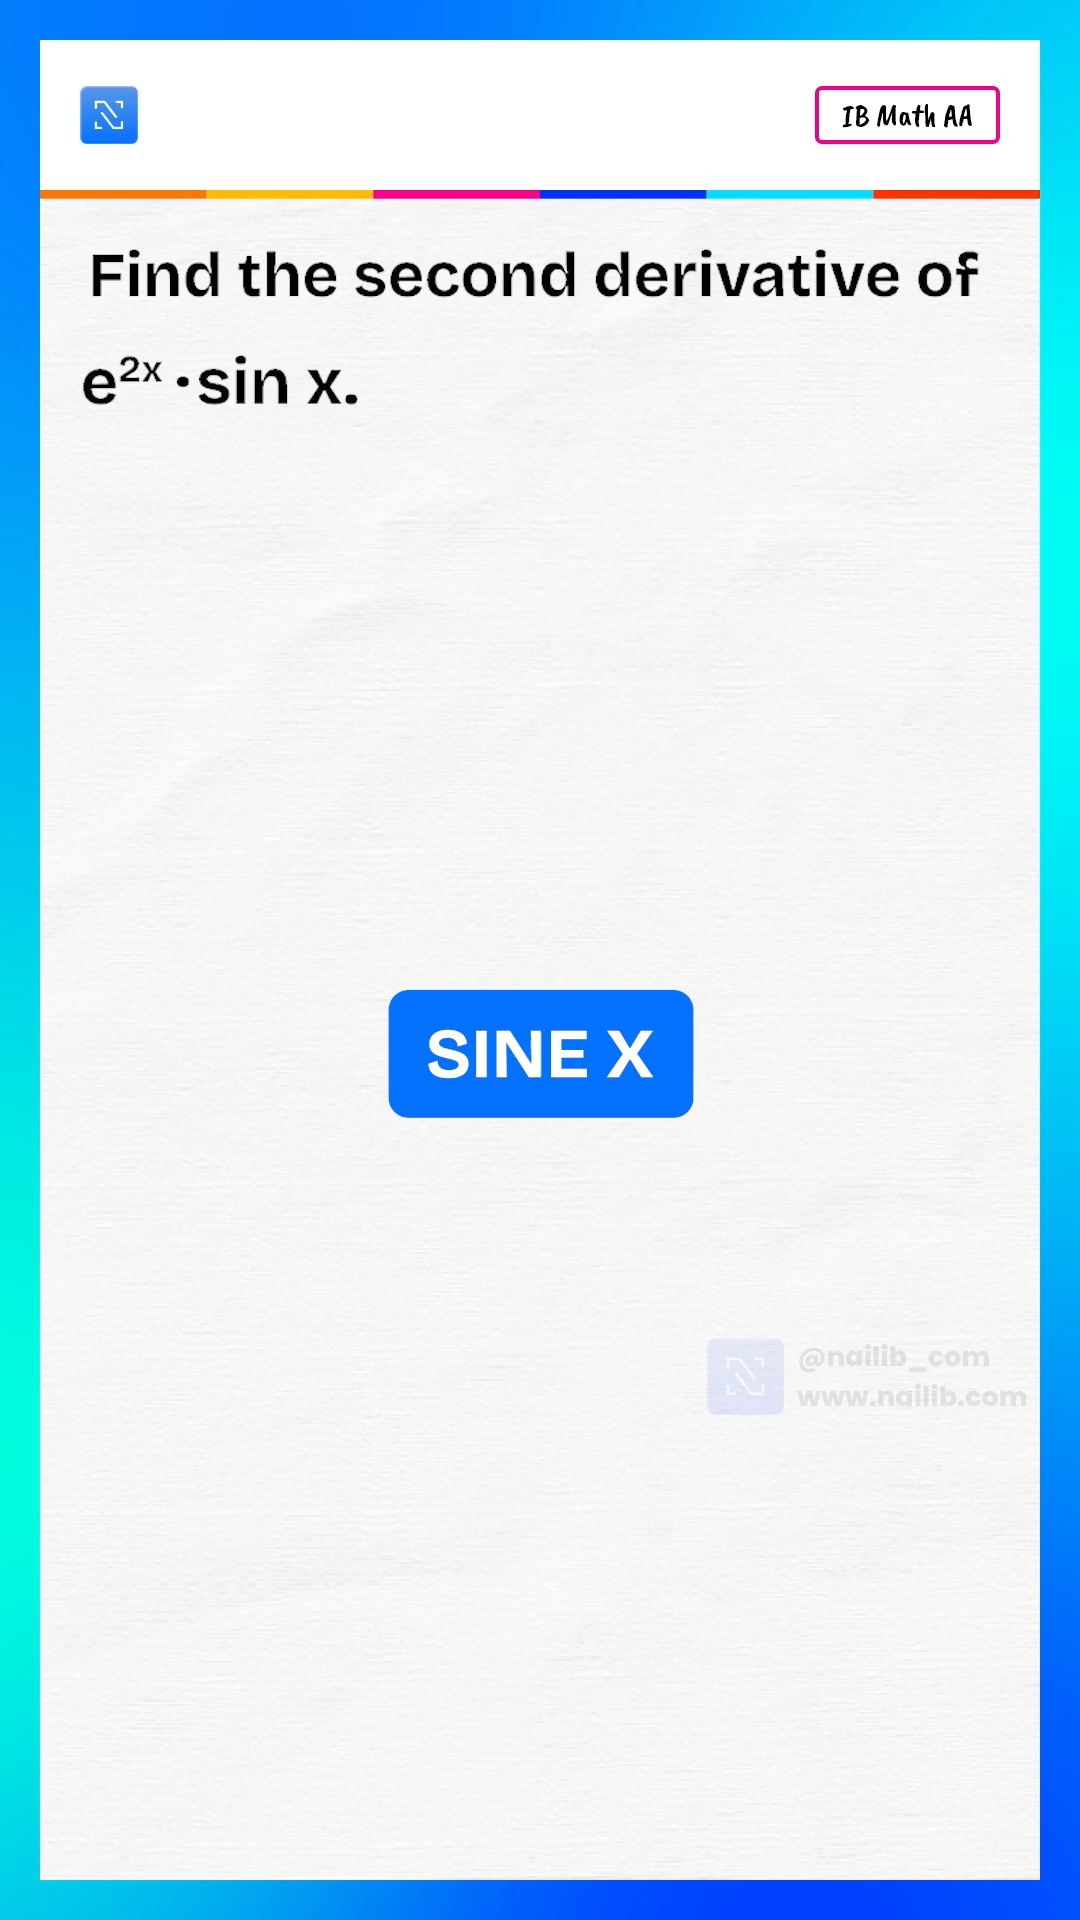 IB Math AA
Find the second derivative of
e²ˣ · sin x.
SINE X
@nailib_com
www.nailib.com